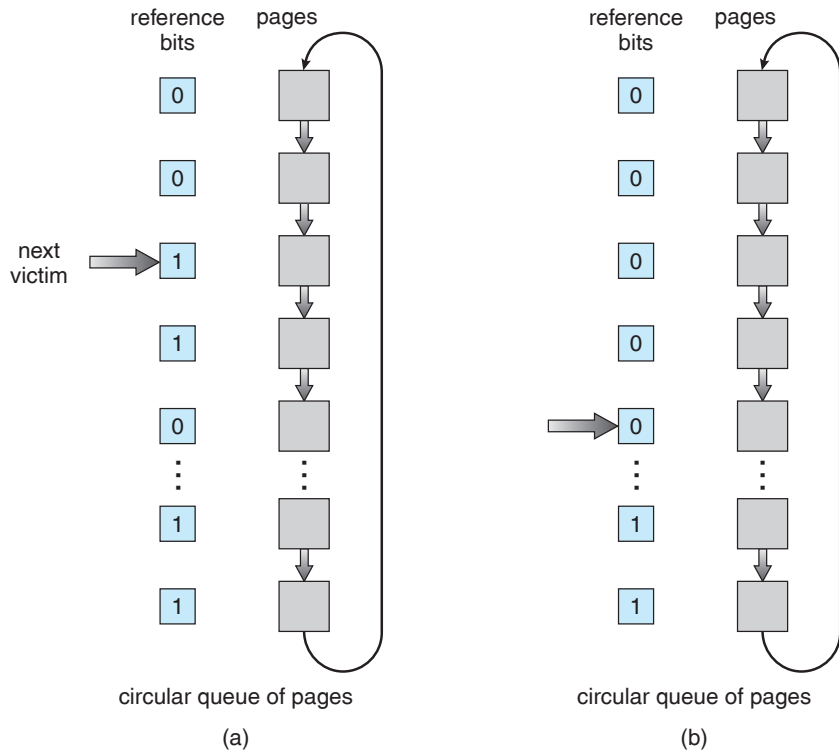 reference bits
pages
0
0
next victim
1
1
0
1
1
circular queue of pages
(a)
reference bits
pages
0
0
0
0
0
1
1
circular queue of pages
(b)